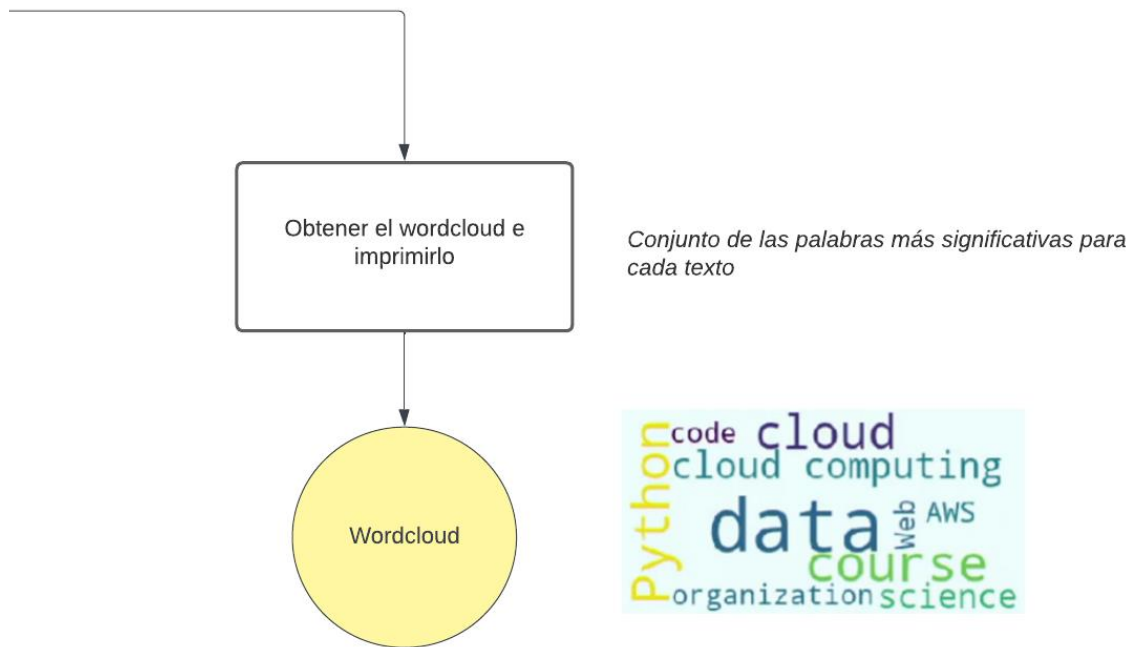 Obtener el wordcloud e
imprimirlo
Conjunto de las palabras más significativas para
cada texto
Wordcloud
Python
code
cloud
cloud computing
data
Web
AWS
course
organization
science